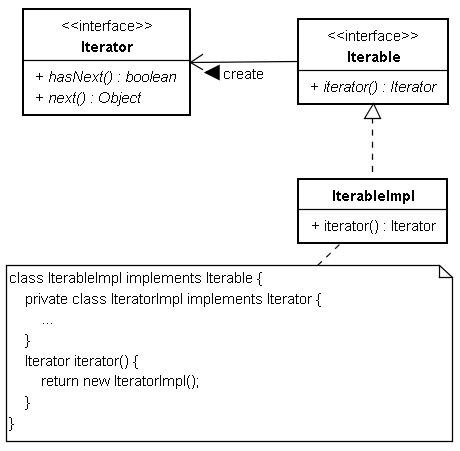 <<interface>>
Iterator
+ hasNext() : boolean
+ next() : Object
create
<<interface>>
Iterable
+ iterator() : Iterator
IterableImpl
+ iterator() : Iterator
class IterableImpl implements Iterable {
private class IteratorImpl implements Iterator {
...
}
Iterator iterator() {
return new IteratorImpl();
}
}